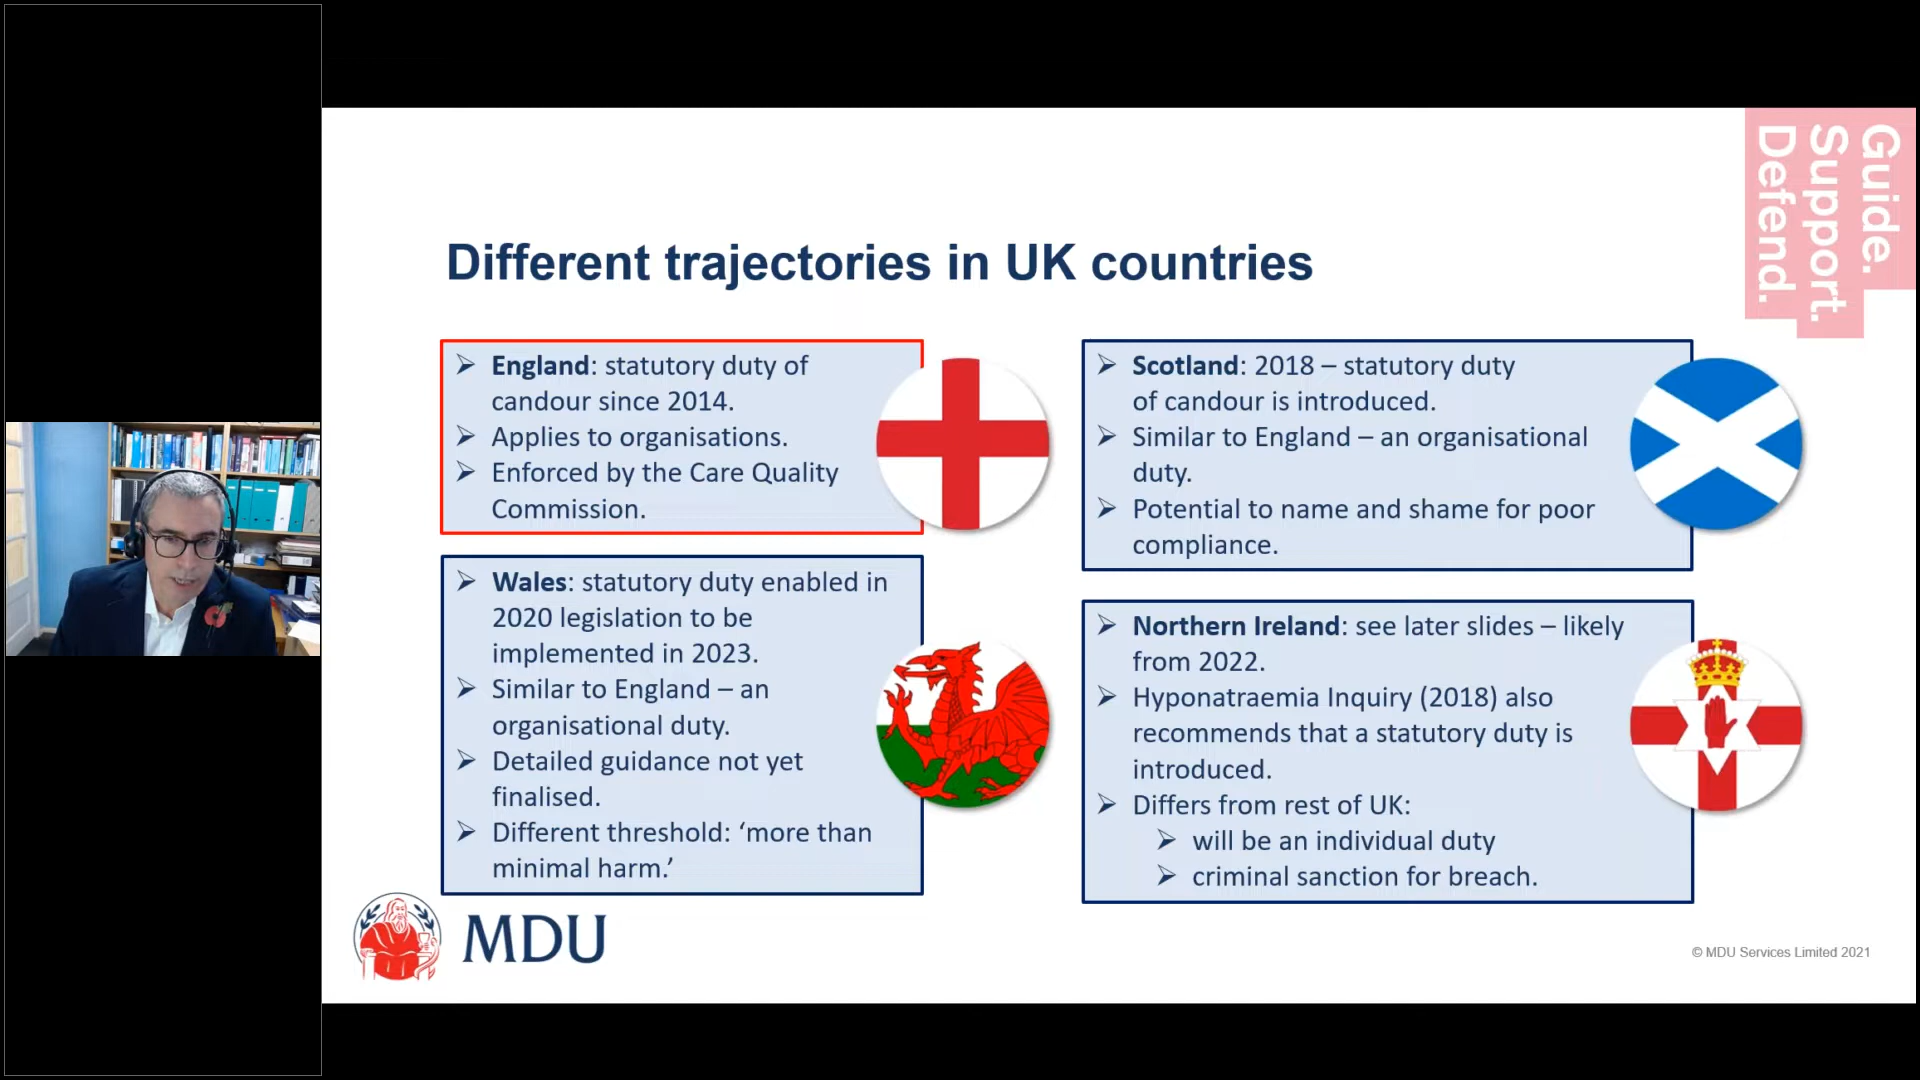 Guide.
Support.
Defend.
Different trajectories in UK countries
➢ England: statutory duty of
candour since 2014.
➢ Applies to organisations.
➢ Enforced by the Care Quality
Commission.
➢ Wales: statutory duty enabled in
2020 legislation to be
implemented in 2023.
➢ Similar to England – an
organisational duty.
➢ Detailed guidance not yet
finalised.
➢ Different threshold: ‘more than
minimal harm.’
➢ Scotland: 2018 – statutory duty
of candour is introduced.
➢ Similar to England – an organisational
duty.
➢ Potential to name and shame for poor
compliance.
➢ Northern Ireland: see later slides – likely
from 2022.
➢ Hyponatraemia Inquiry (2018) also
recommends that a statutory duty is
introduced.
➢ Differs from rest of UK:
➢ will be an individual duty
➢ criminal sanction for breach.
MDU
© MDU Services Limited 2021